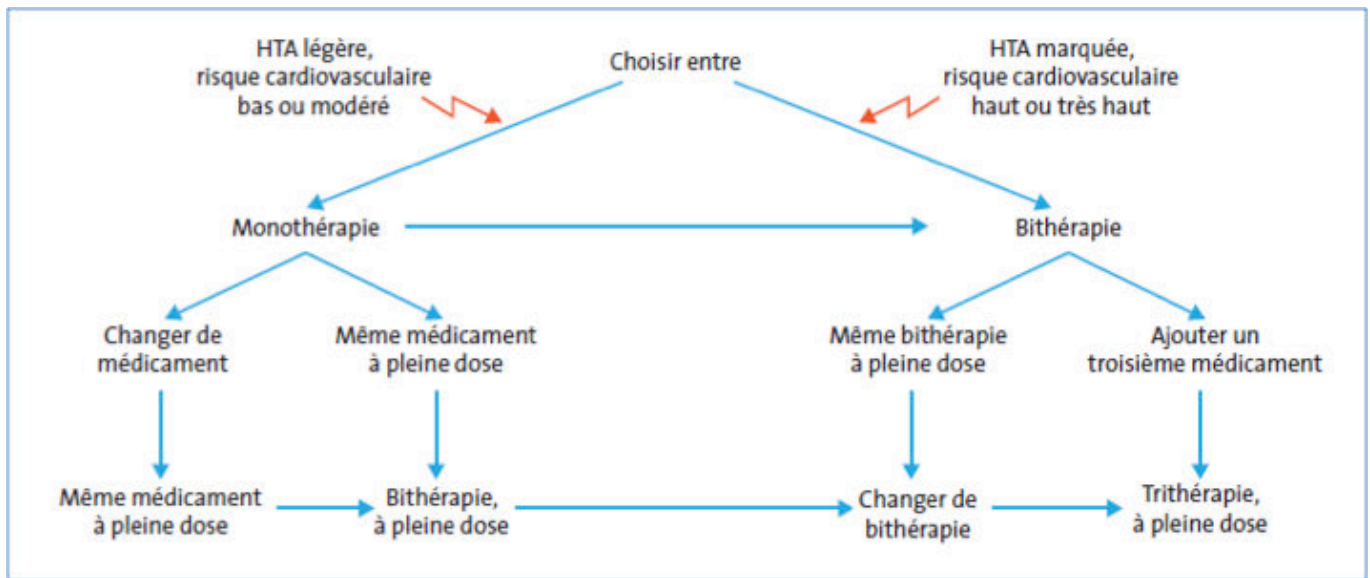 HTA légère,
risque cardiovasculaire
bas ou modéré
Choisir entre
HTA marquée,
risque cardiovasculaire
haut ou très haut
Monothérapie
Bithérapie
Changer de
médicament
Même médicament
à pleine dose
Même bithérapie
à pleine dose
Ajouter un
troisième médicament
Même médicament
à pleine dose
Bithérapie,
à pleine dose
Changer de
bithérapie
Trithérapie,
à pleine dose